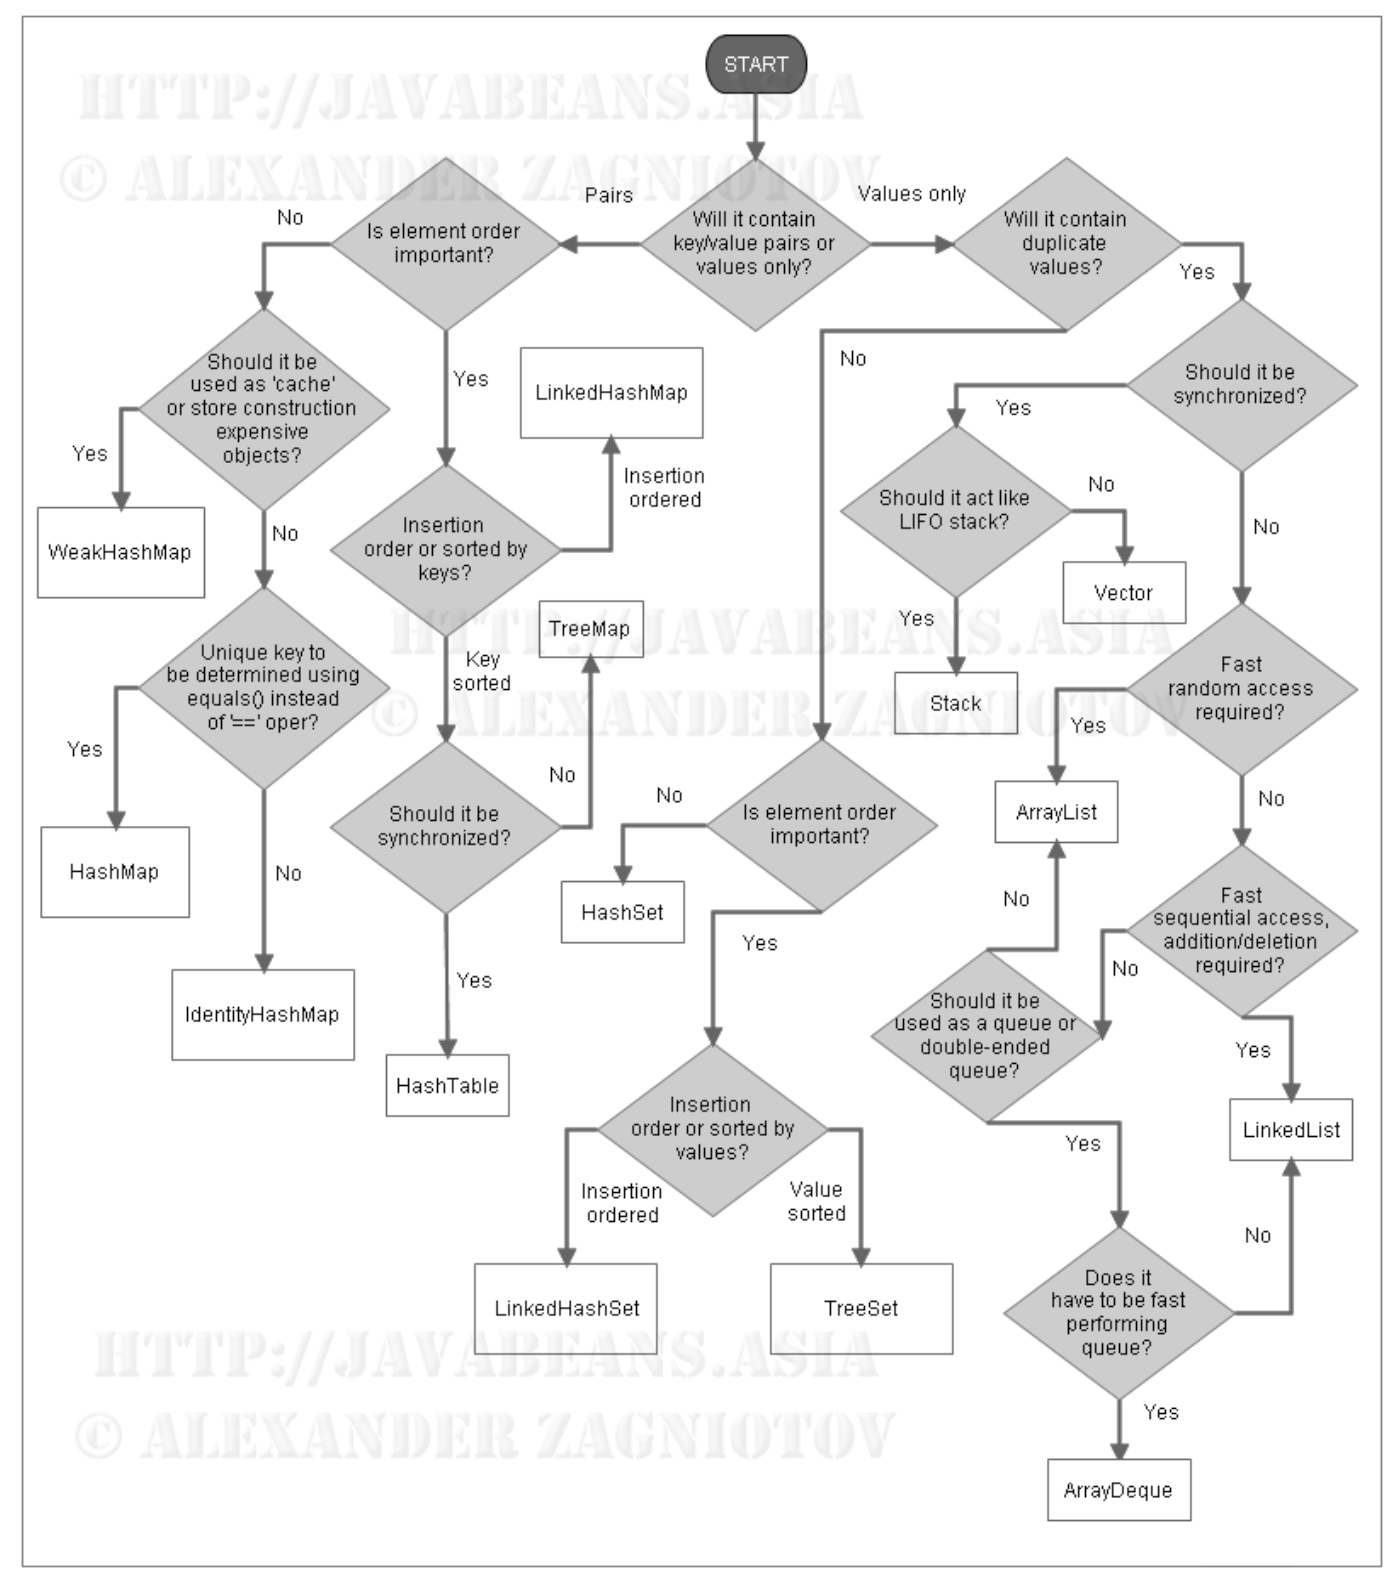 START
HTTP://JAVABEANS.ASIA
© ALEXANDER ZAGNIOTOV
Will it contain
key/value pairs or
values only?
Pairs
Values only
Is element order
important?
No
Yes
Should it be
used as 'cache'
or store construction
expensive
objects?
Yes
WeakHashMap
No
Unique key to
be determined using
equals() instead
of '==' oper?
Yes
HashMap
No
IdentityHashMap
Insertion
order or sorted by
keys?
Insertion
ordered
LinkedHashMap
Key
sorted
Should it be
synchronized?
No
TreeMap
Yes
HashTable
Will it contain
duplicate
values?
No
Yes
Is element order
important?
No
HashSet
Yes
Insertion
order or sorted by
values?
Insertion
ordered
LinkedHashSet
Value
sorted
TreeSet
Should it be
synchronized?
Yes
Should it act like
LIFO stack?
No
Vector
Yes
Stack
No
Fast
random access
required?
Yes
ArrayList
No
Fast
sequential access,
addition/deletion
required?
No
Yes
LinkedList
Should it be
used as a queue or
double-ended
queue?
No
Yes
Does it
have to be fast
performing
queue?
No
Yes
ArrayDeque
HTTP://JAVABEANS.ASIA
© ALEXANDER ZAGNIOTOV
HTTP://JAVABEANS.ASIA
© ALEXANDER ZAGNIOTOV